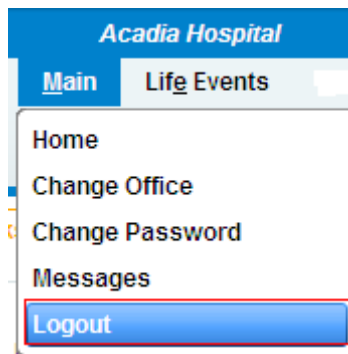 Acadia Hospital
Main Life Events
Home
Change Office
Change Password
Messages
Logout